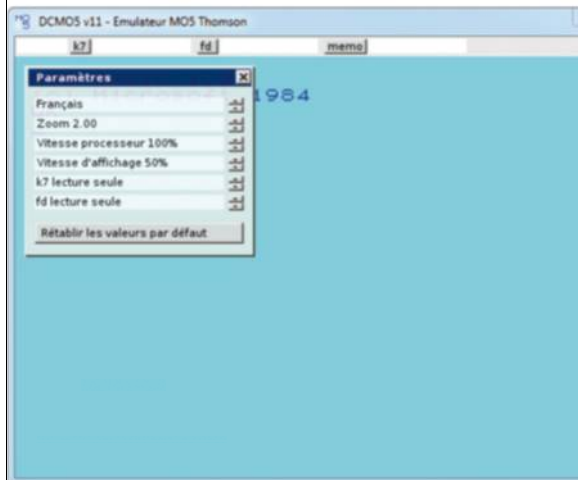 DCMO5 v11 - Emulateur MO5 Thomson
k7 fd memo
Paramètres
1984
Français
Zoom 2.00
Vitesse processeur 100%
Vitesse d'affichage 50%
k7 lecture seule
fd lecture seule
Rétablir les valeurs par défaut